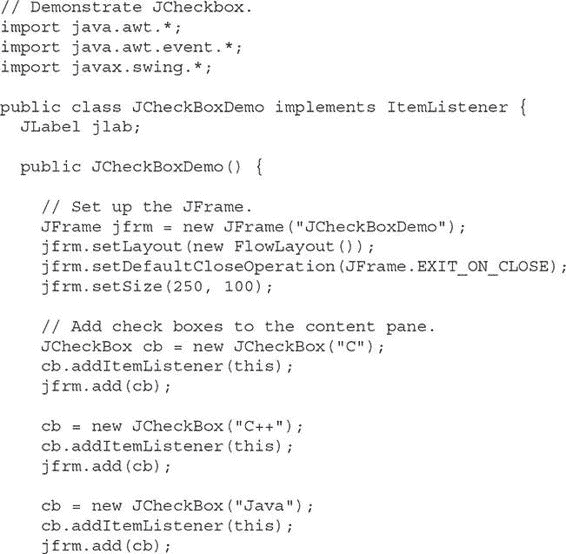 // Demonstrate JCheckbox.
import java.awt.*;
import java.awt.event.*;
import javax.swing.*;

public class JCheckBoxDemo implements ItemListener {
  JLabel jlab;

  public JCheckBoxDemo() {

    // Set up the JFrame.
    JFrame jfrm = new JFrame("JCheckBoxDemo");
    jfrm.setLayout(new FlowLayout());
    jfrm.setDefaultCloseOperation(JFrame.EXIT_ON_CLOSE);
    jfrm.setSize(250, 100);

    // Add check boxes to the content pane.
    JCheckBox cb = new JCheckBox("C");
    cb.addItemListener(this);
    jfrm.add(cb);

    cb = new JCheckBox("C++");
    cb.addItemListener(this);
    jfrm.add(cb);

    cb = new JCheckBox("Java");
    cb.addItemListener(this);
    jfrm.add(cb);